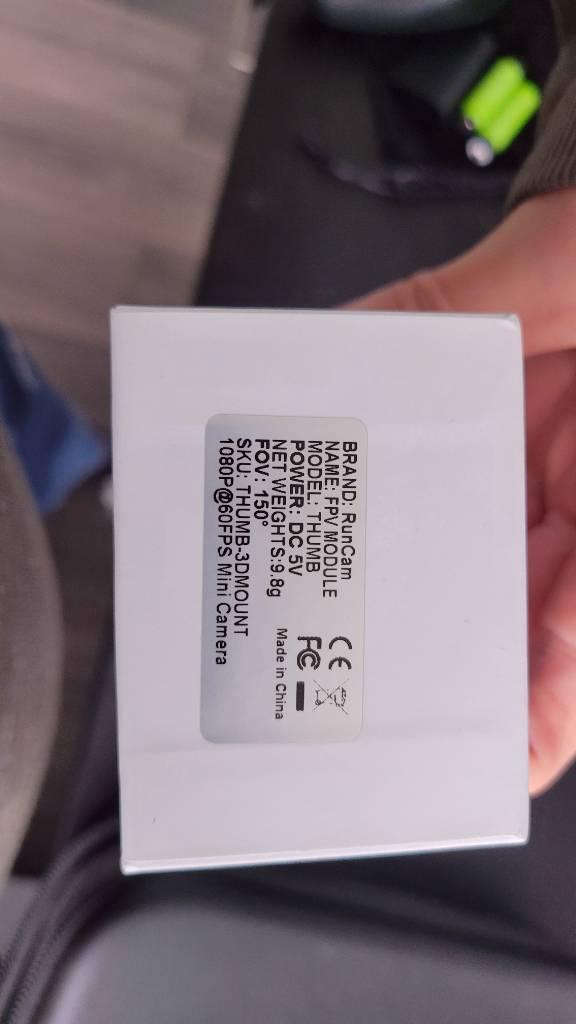 BRAND: RunCam
NAME: FPV MODULE
MODEL: THUMB
POWER: DC 5V
NET WEIGHTS:9.8g
FOV: 150°
SKU: THUMB-3DMOUNT
1080P@60FPS Mini Camera
CE
FC
Made in China